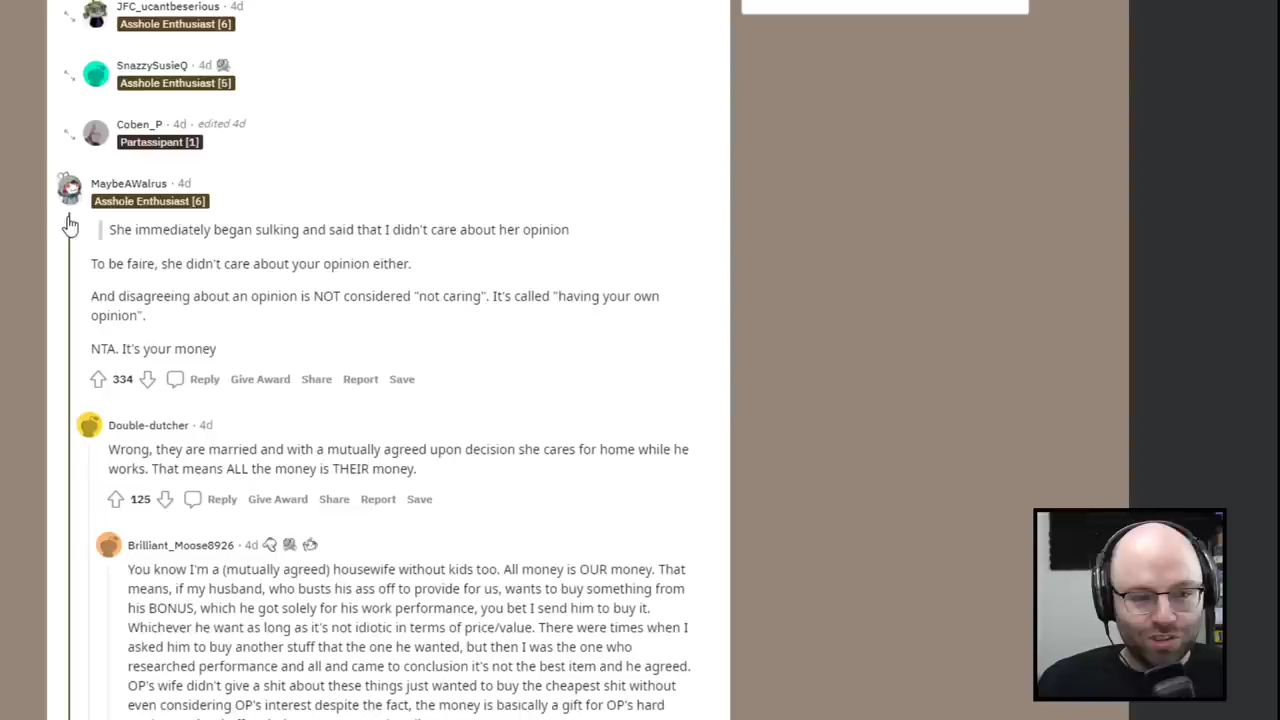 JFC_ucantbeserious · 4d
Asshole Enthusiast [6]
SnazzySusieQ · 4d
Asshole Enthusiast [5]
Coben_P · 4d · edited 4d
Partassipant [1]
MaybeAWalrus · 4d
Asshole Enthusiast [6]
She immediately began sulking and said that I didn't care about her opinion
To be faire, she didn't care about your opinion either.
And disagreeing about an opinion is NOT considered "not caring". It's called "having your own
opinion".
NTA. It's your money
334 Reply Give Award Share Report Save
Double-dutcher · 4d
Wrong, they are married and with a mutually agreed upon decision she cares for home while he
works. That means ALL the money is THEIR money.
125 Reply Give Award Share Report Save
Brilliant_Moose8926 · 4d
You know I'm a (mutually agreed) housewife without kids too. All money is OUR money. That
means, if my husband, who busts his ass off to provide for us, wants to buy something from
his BONUS, which he got solely for his work performance, you bet I send him to buy it.
Whichever he want as long as it's not idiotic in terms of price/value. There were times when I
asked him to buy another stuff that the one he wanted, but then I was the one who
researched performance and all and came to conclusion it's not the best item and he agreed.
OP's wife didn't give a shit about these things just wanted to buy the cheapest shit without
even considering OP's interest despite the fact, the money is basically a gift for OP's hard